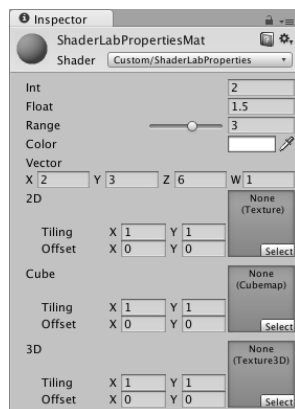 Inspector
ShaderLabPropertiesMat
Shader Custom/ShaderLabProperties
Int 2
Float 1.5
Range 3
Color
Vector
X 2 Y 3 Z 6 W 1
2D None
(Texture)
Tiling X 1 Y 1
Offset X 0 Y 0 Select
Cube None
(Cubemap)
Tiling X 1 Y 1
Offset X 0 Y 0 Select
3D None
(Texture3D)
Tiling X 1 Y 1
Offset X 0 Y 0 Select